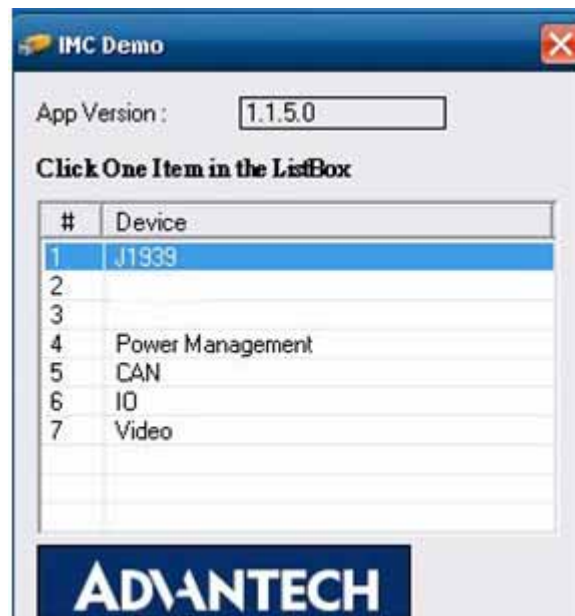 IMC Demo
App Version : 1.1.5.0
Click One Item in the ListBox
# Device
1 J1939
2
3
4 Power Management
5 CAN
6 IO
7 Video
ADVANTECH